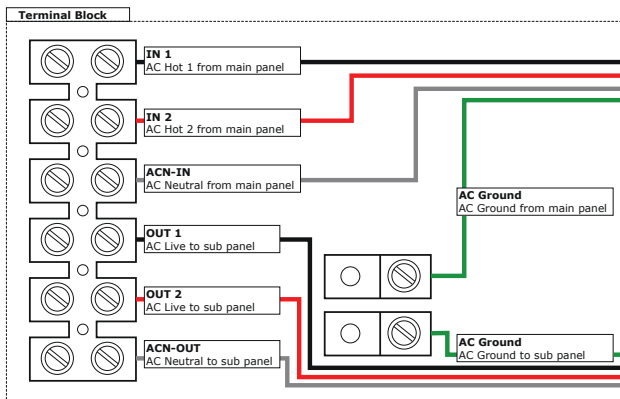 Terminal Block
IN 1
AC Hot 1 from main panel
IN 2
AC Hot 2 from main panel
ACN-IN
AC Neutral from main panel
AC Ground
AC Ground from main panel
OUT 1
AC Live to sub panel
OUT 2
AC Live to sub panel
ACN-OUT
AC Neutral to sub panel
AC Ground
AC Ground to sub panel